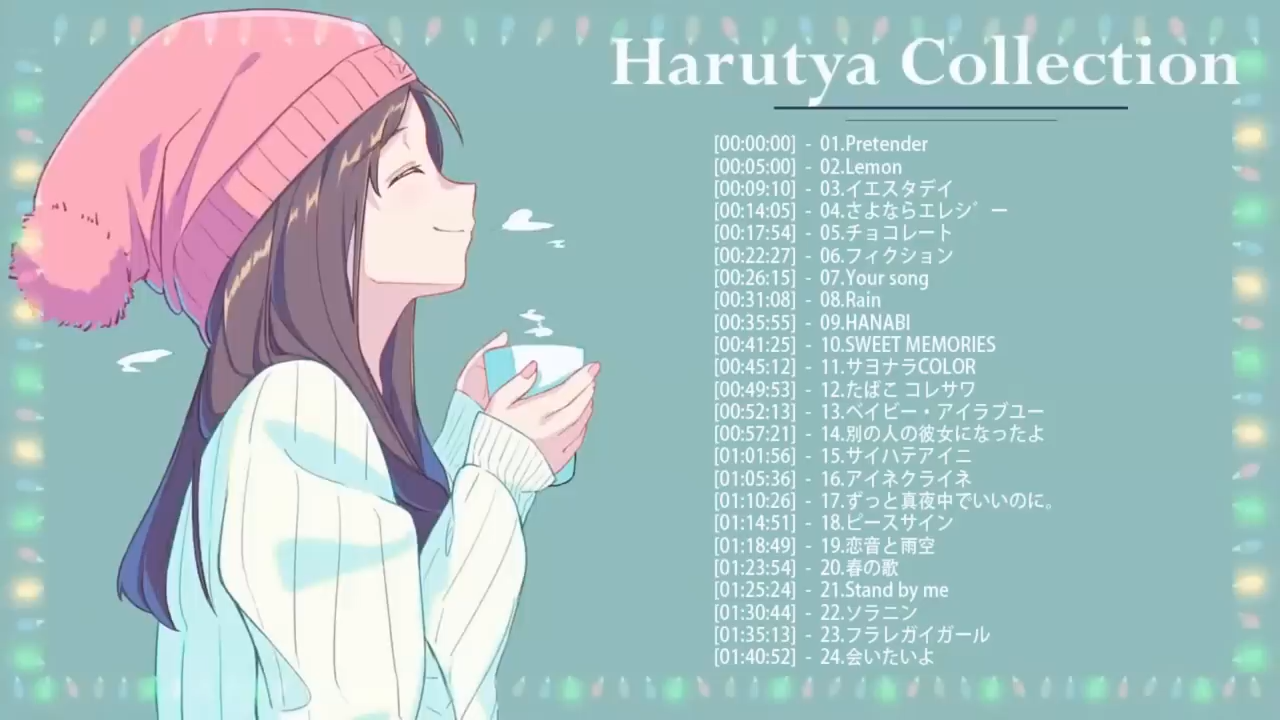 Harutya Collection
[00:00:00] - 01.Pretender
[00:05:00] - 02.Lemon
[00:09:10] - 03.イエスタデイ
[00:14:05] - 04.さよならエレジ゛ー
[00:17:54] - 05.チョコレート
[00:22:27] - 06.フィクション
[00:26:15] - 07.Your song
[00:31:08] - 08.Rain
[00:35:55] - 09.HANABI
[00:41:25] - 10.SWEET MEMORIES
[00:45:12] - 11.サヨナラCOLOR
[00:49:53] - 12.たばこ コレサワ
[00:52:13] - 13.ベイビー・アイラブユー
[00:57:21] - 14.別の人の彼女になったよ
[01:01:56] - 15.サイハテアイニ
[01:05:36] - 16.アイネクライネ
[01:10:26] - 17.ずっと真夜中でいいのに。
[01:14:51] - 18.ピースサイン
[01:18:49] - 19.恋音と雨空
[01:23:54] - 20.春の歌
[01:25:24] - 21.Stand by me
[01:30:44] - 22.ソラニン
[01:35:13] - 23.フラレガイガール
[01:40:52] - 24.会いたいよ